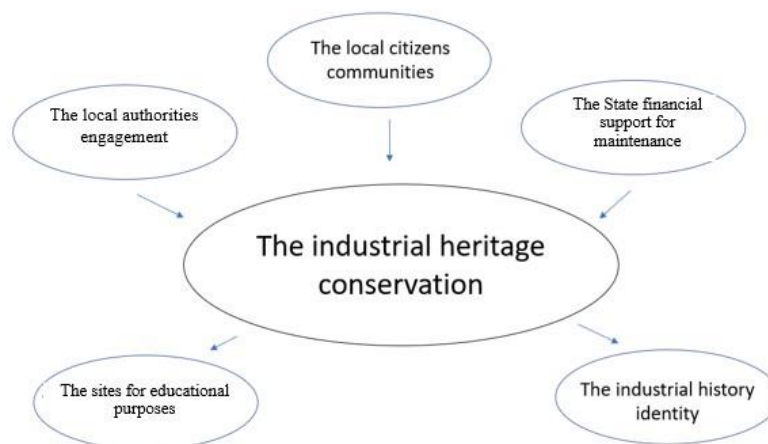 The local citizens
communities
The local authorities
engagement
The State financial
support for
maintenance
The industrial heritage
conservation
The sites for educational
purposes
The industrial history
identity